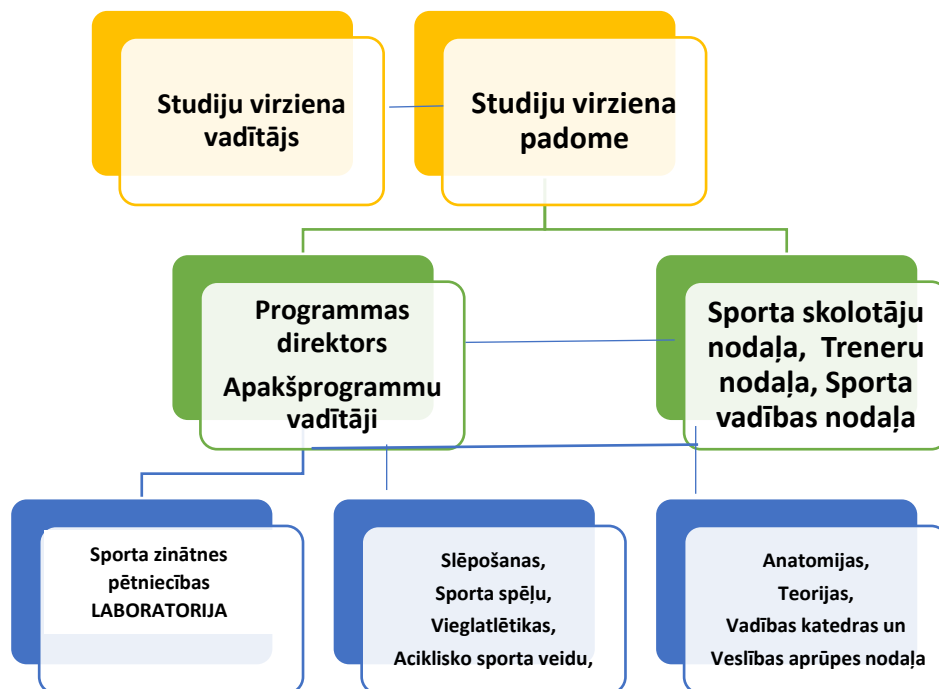 Studiju virziena
vadītājs
Studiju virziena
padome
Programmas
direktors
Apakšprogrammu
vadītāji
Sporta skolotāju
nodaļa, Treneru
nodaļa, Sporta
vadības nodaļa
Sporta zinātnes
pētniecības
LABORATORIJA
Slēpošanas,
Sporta spēļu,
Vieglatlētikas,
Aciklisko sporta veidu,
Anatomijas,
Teorijas,
Vadības katedras un
Veslības aprūpes nodaļa